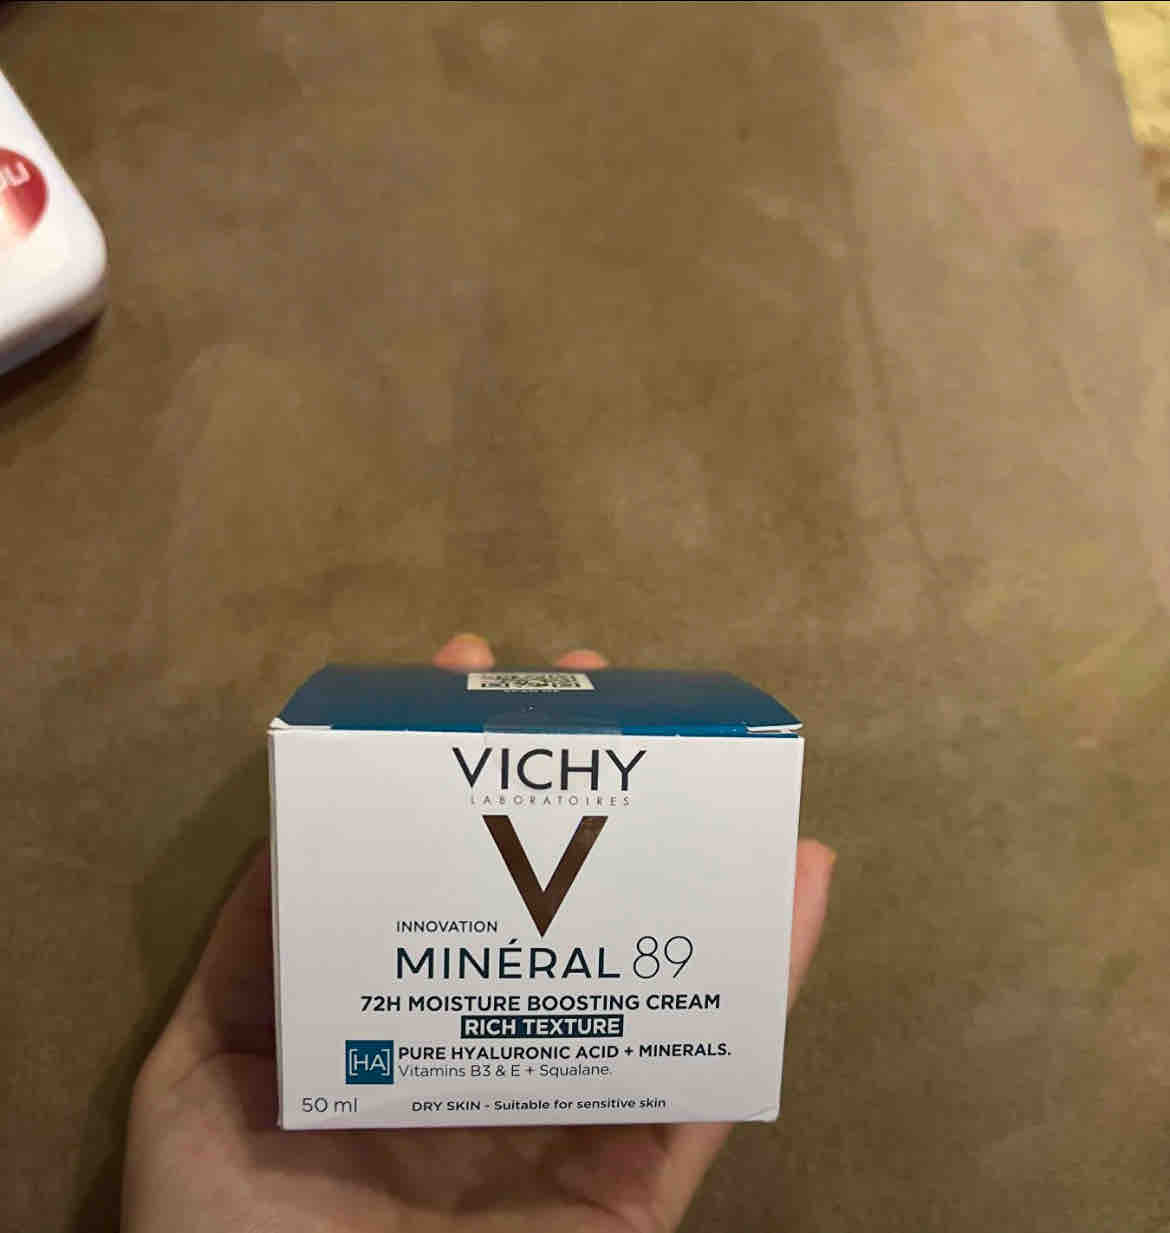 VICHY
LABORATOIRES
INNOVATION
MINÉRAL 89
72H MOISTURE BOOSTING CREAM
RICH TEXTURE
[HA] PURE HYALURONIC ACID + MINERALS.
Vitamins B3 & E + Squalane.
50 ml DRY SKIN - Suitable for sensitive skin